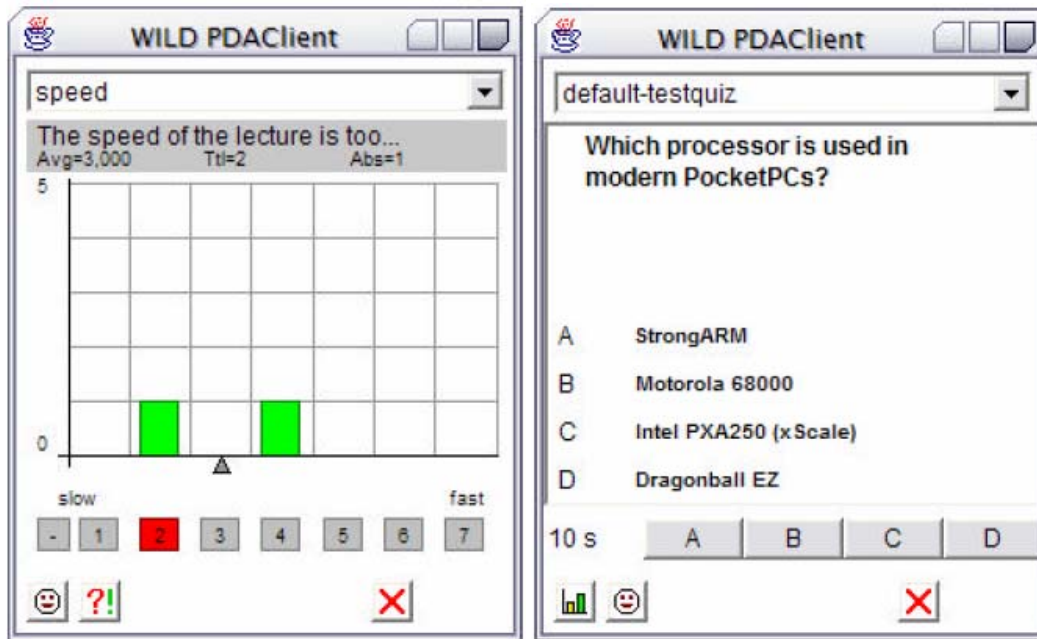 WILD PDAClient
speed
The speed of the lecture is too...
Avg=3,000 Ttl=2 Abs=1
5
0
slow fast
- 1 2 3 4 5 6 7
?!
WILD PDAClient
default-testquiz
Which processor is used in
modern PocketPCs?
A StrongARM
B Motorola 68000
C Intel PXA250 (xScale)
D Dragonball EZ
10 s A B C D